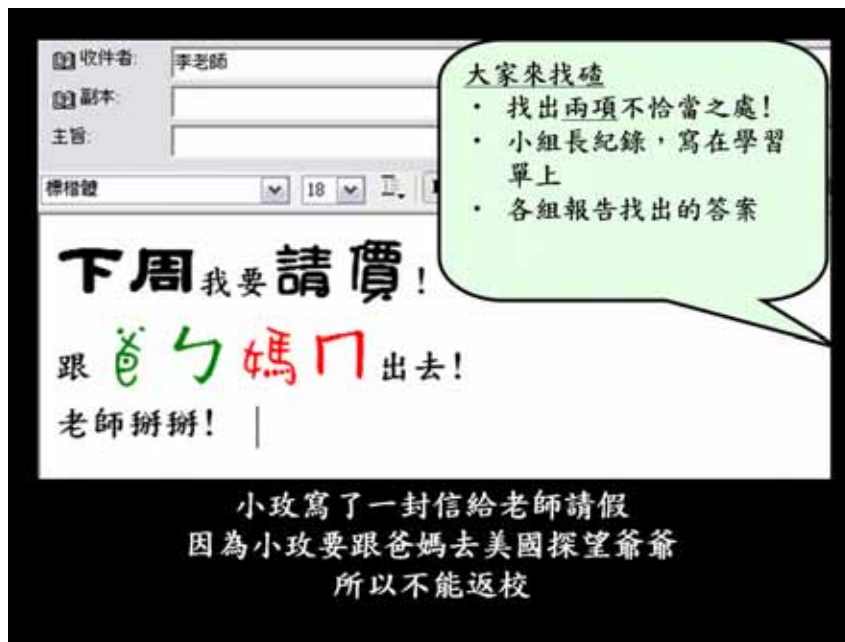 收件者: 李老師
副本:
主旨:
標楷體 18
下周我要請價！
跟爸ㄅ媽ㄇ出去！
老師掰掰！
大家來找碴
· 找出兩項不恰當之處！
· 小組長紀錄，寫在學習
單上
· 各組報告找出的答案
小玫寫了一封信給老師請假
因為小玫要跟爸媽去美國探望爺爺
所以不能返校